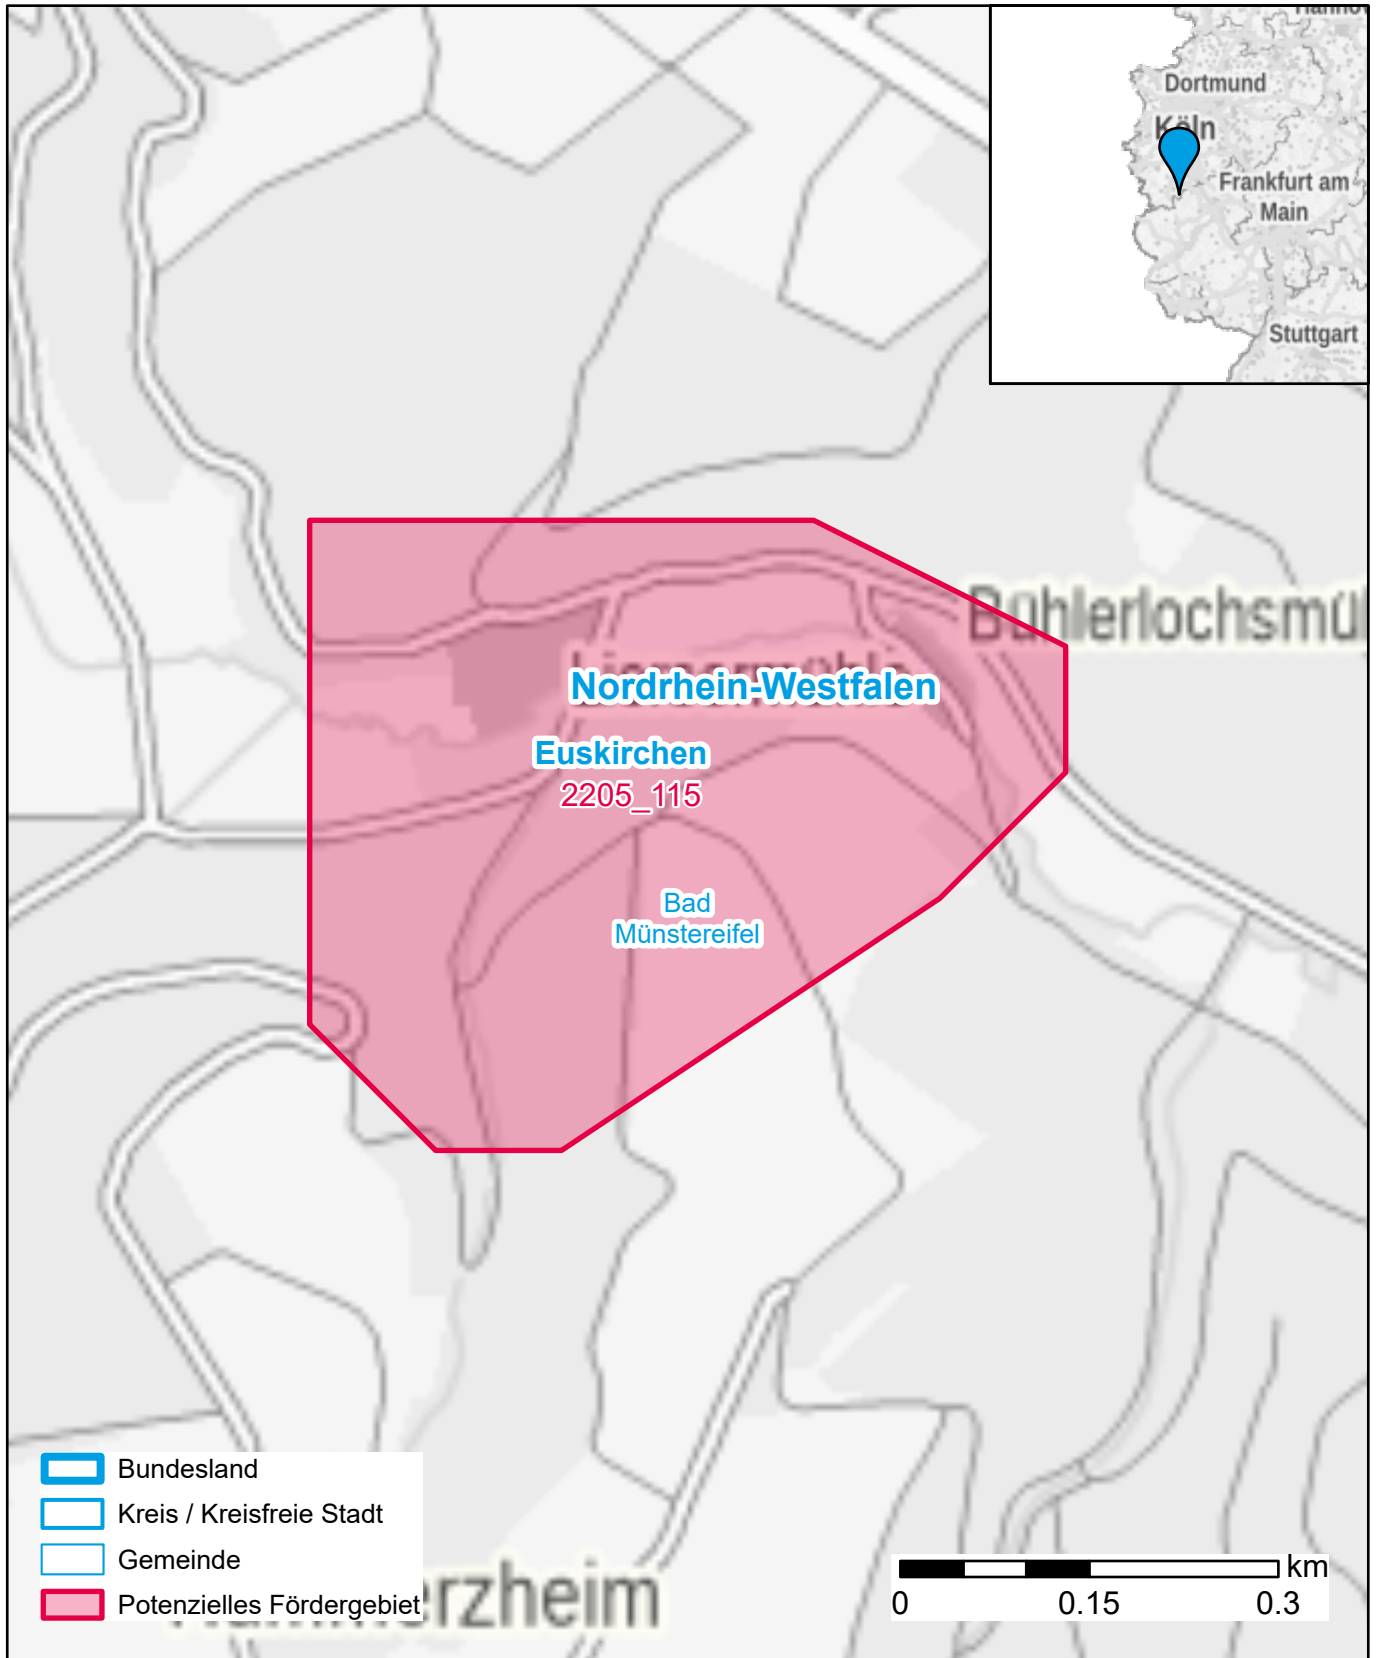 Dortmund
Köln
Frankfurt am
Main
Stuttgart
Nordrhein-Westfalen
Euskirchen
2205_115
Bad
Münstereifel
Bundesland
Kreis / Kreisfreie Stadt
Gemeinde
Potenzielles Fördergebiet
km
0 0.15 0.3